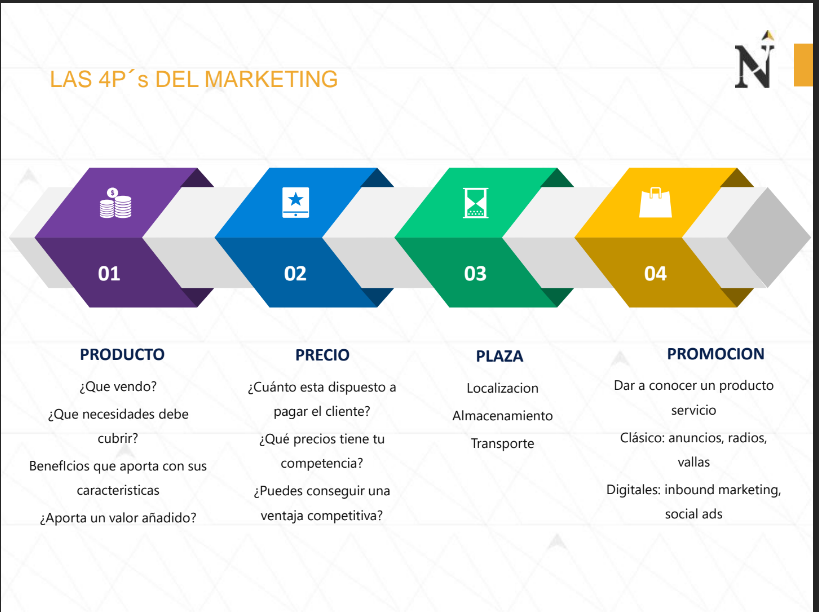 LAS 4P´s DEL MARKETING
N
$
01
02
03
04
PRODUCTO
¿Que vendo?
¿Que necesidades debe
cubrir?
Beneficios que aporta con sus
caracteristicas
¿Aporta un valor añadido?
PRECIO
¿Cuánto esta dispuesto a
pagar el cliente?
¿Qué precios tiene tu
competencia?
¿Puedes conseguir una
ventaja competitiva?
PLAZA
Localizacion
Almacenamiento
Transporte
PROMOCION
Dar a conocer un producto
servicio
Clásico: anuncios, radios,
vallas
Digitales: inbound marketing,
social ads